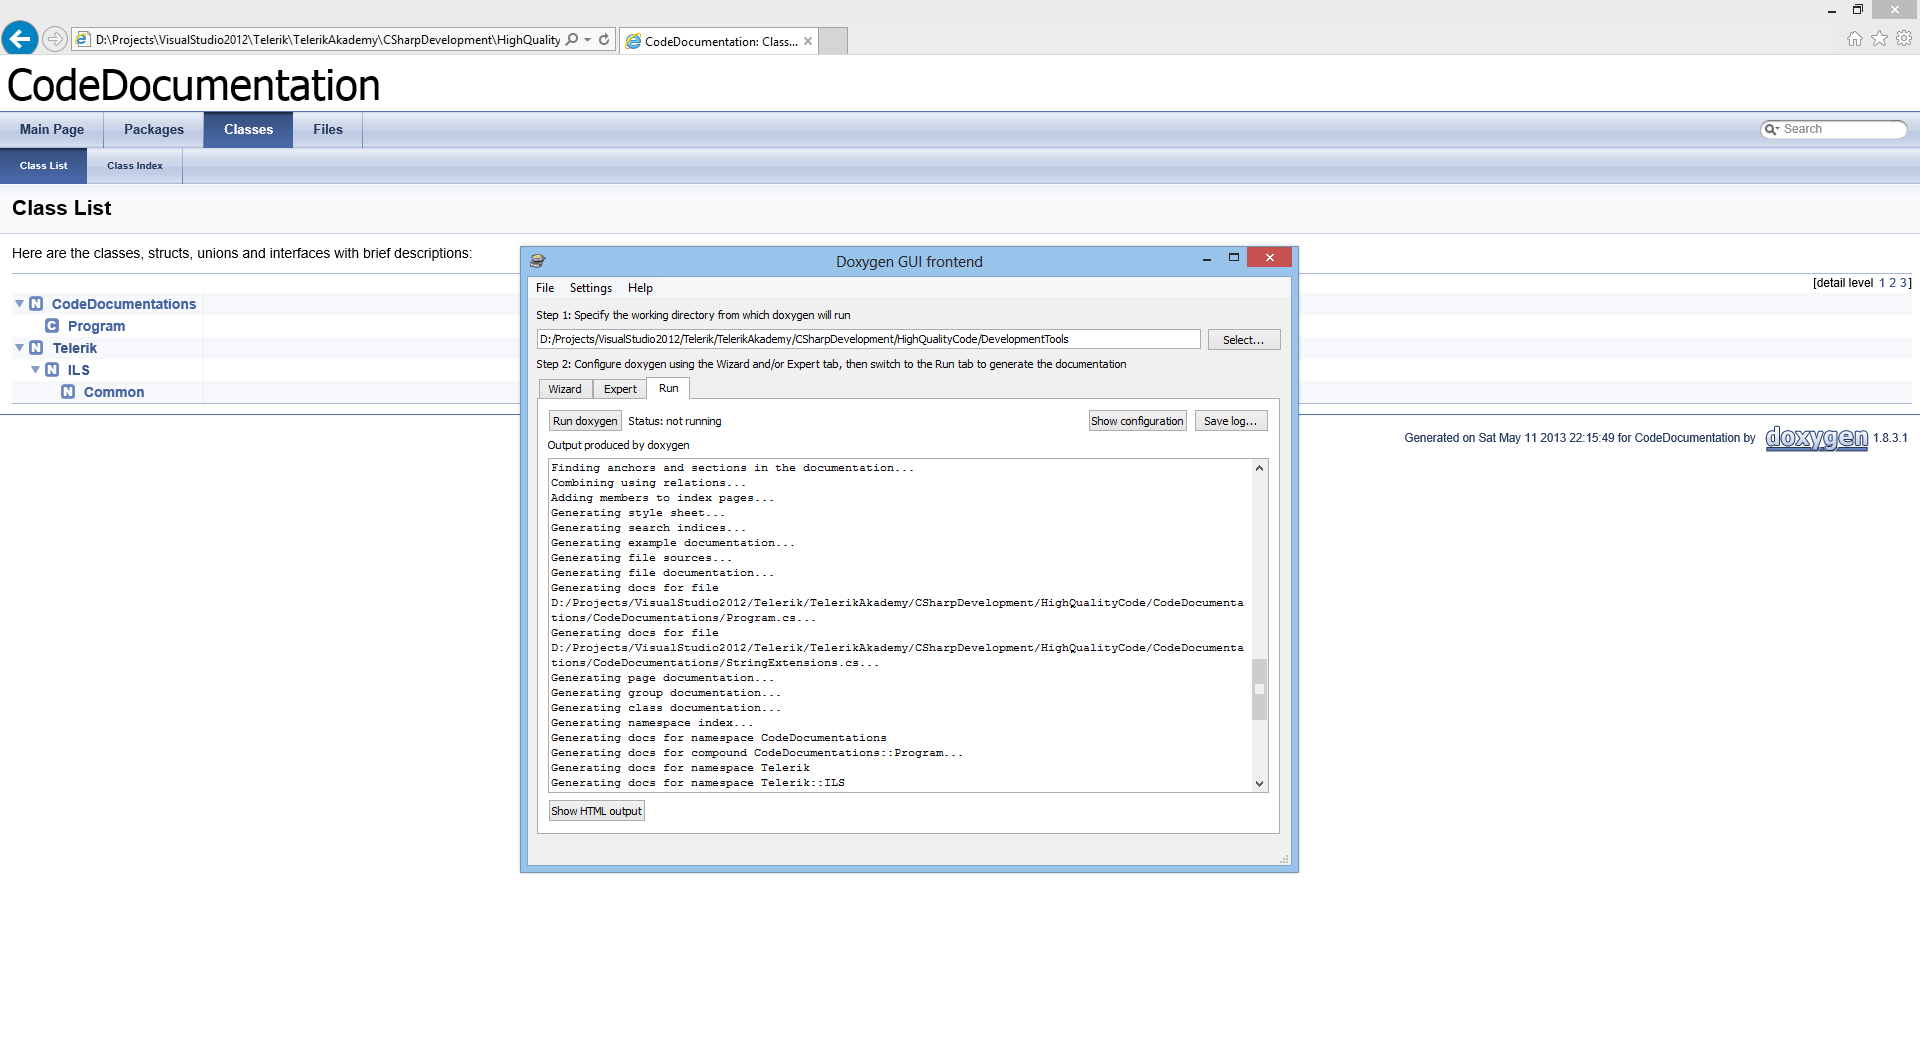 D:\Projects\VisualStudio2012\Telerik\TelerikAkademy\CSharpDevelopment\HighQuality
CodeDocumentation: Class...
CodeDocumentation
Main Page
Packages
Classes
Files
Search
Class List
Class Index
Class List
Here are the classes, structs, unions and interfaces with brief descriptions:
[detail level 1 2 3]
N CodeDocumentations
C Program
N Telerik
N ILS
N Common
Generated on Sat May 11 2013 22:15:49 for CodeDocumentation by doxygen 1.8.3.1
Doxygen GUI frontend
File Settings Help
Step 1: Specify the working directory from which doxygen will run
D:/Projects/VisualStudio2012/Telerik/TelerikAkademy/CSharpDevelopment/HighQualityCode/DevelopmentTools
Select...
Step 2: Configure doxygen using the Wizard and/or Expert tab, then switch to the Run tab to generate the documentation
Wizard Expert Run
Run doxygen Status: not running
Show configuration Save log...
Output produced by doxygen
Finding anchors and sections in the documentation...
Combining using relations...
Adding members to index pages...
Generating style sheet...
Generating search indices...
Generating example documentation...
Generating file sources...
Generating file documentation...
Generating docs for file
D:/Projects/VisualStudio2012/Telerik/TelerikAkademy/CSharpDevelopment/HighQualityCode/CodeDocumenta
tions/CodeDocumentations/Program.cs...
Generating docs for file
D:/Projects/VisualStudio2012/Telerik/TelerikAkademy/CSharpDevelopment/HighQualityCode/CodeDocumenta
tions/CodeDocumentations/StringExtensions.cs...
Generating page documentation...
Generating group documentation...
Generating class documentation...
Generating namespace index...
Generating docs for namespace CodeDocumentations
Generating docs for compound CodeDocumentations::Program...
Generating docs for namespace Telerik
Generating docs for namespace Telerik::ILS
Show HTML output